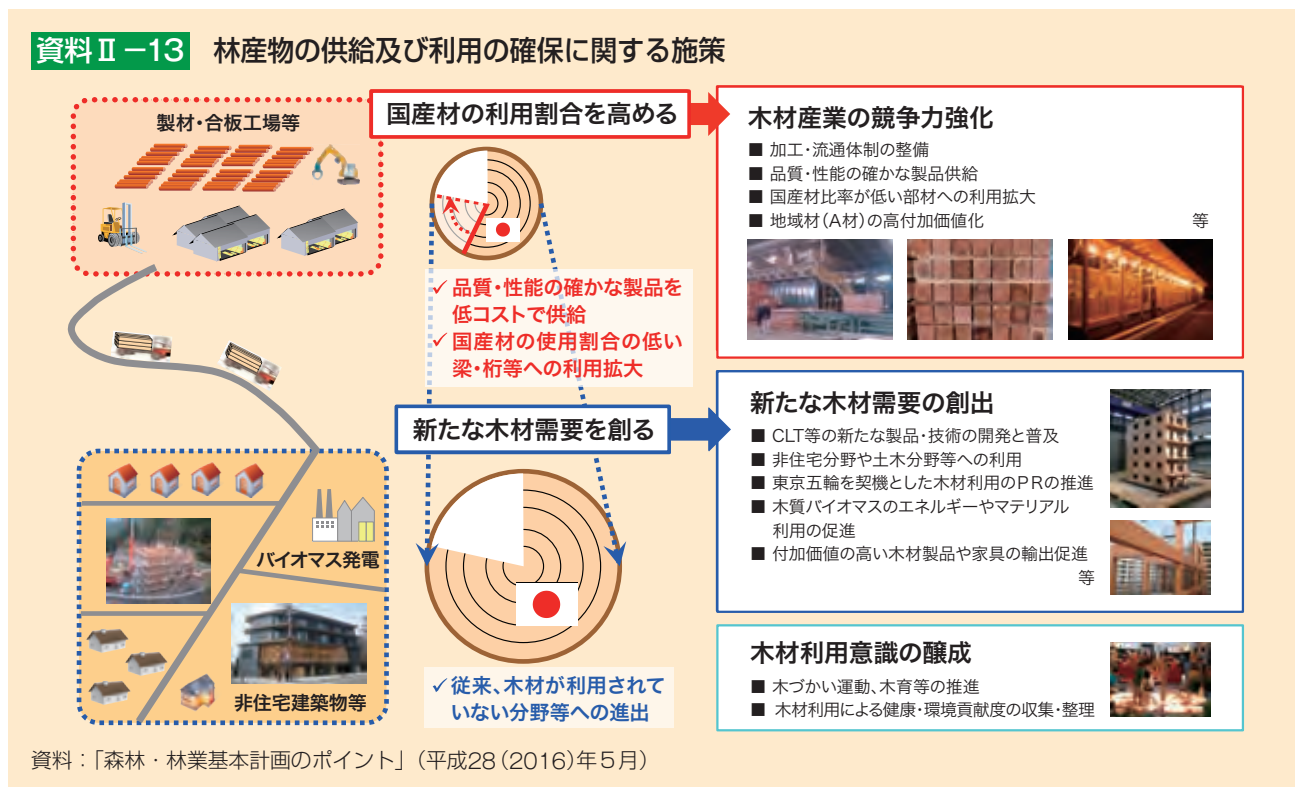 資料Ⅱ－13 林産物の供給及び利用の確保に関する施策
製材・合板工場等
国産材の利用割合を高める
✓品質・性能の確かな製品を
低コストで供給
✓国産材の使用割合の低い
梁・桁等への利用拡大
新たな木材需要を創る
バイオマス発電
非住宅建築物等
✓従来、木材が利用されて
いない分野等への進出
木材産業の競争力強化
■ 加工・流通体制の整備
■ 品質・性能の確かな製品供給
■ 国産材比率が低い部材への利用拡大
■ 地域材（A材）の高付加価値化 等
新たな木材需要の創出
■ CLT等の新たな製品・技術の開発と普及
■ 非住宅分野や土木分野等への利用
■ 東京五輪を契機とした木材利用のPRの推進
■ 木質バイオマスのエネルギーやマテリアル
利用の促進
■ 付加価値の高い木材製品や家具の輸出促進
等
木材利用意識の醸成
■ 木づかい運動、木育等の推進
■ 木材利用による健康・環境貢献度の収集・整理
資料：「森林・林業基本計画のポイント」（平成28（2016）年５月）